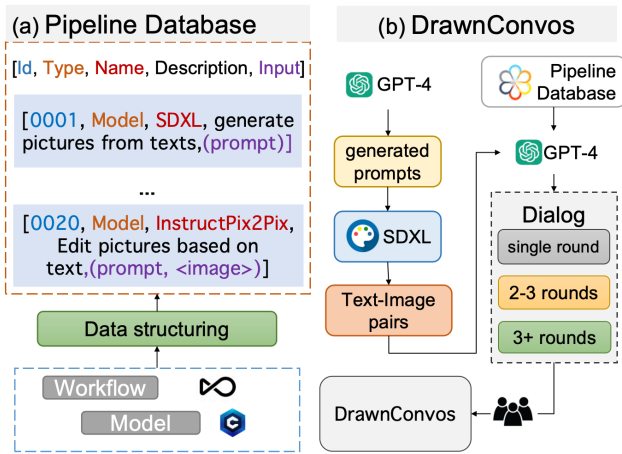 (a) Pipeline Database
[Id, Type, Name, Description, Input]
[0001, Model, SDXL, generate
pictures from texts,(prompt)]
...
[0020, Model, InstructPix2Pix,
Edit pictures based on
text,(prompt, <image>)]
Data structuring
Workflow
Model
(b) DrawnConvos
GPT-4
generated
prompts
SDXL
Text-Image
pairs
Pipeline
Database
GPT-4
Dialog
single round
2-3 rounds
3+ rounds
DrawnConvos